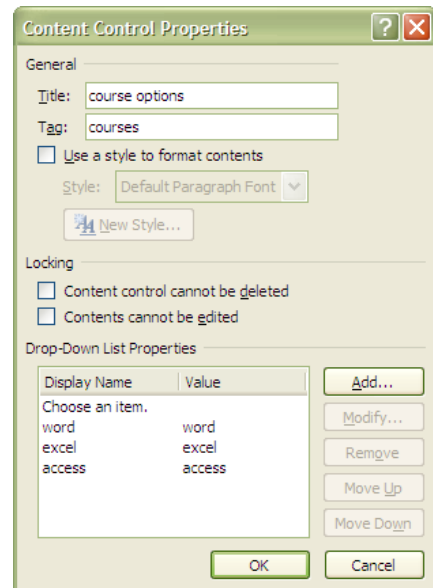 Content Control Properties
General
Title: course options
Tag: courses
Use a style to format contents
Style: Default Paragraph Font
New Style...
Locking
Content control cannot be deleted
Contents cannot be edited
Drop-Down List Properties
Display Name Value Add...
Choose an item.
word word Modify...
excel excel Remove
access access
Move Up
Move Down
OK Cancel